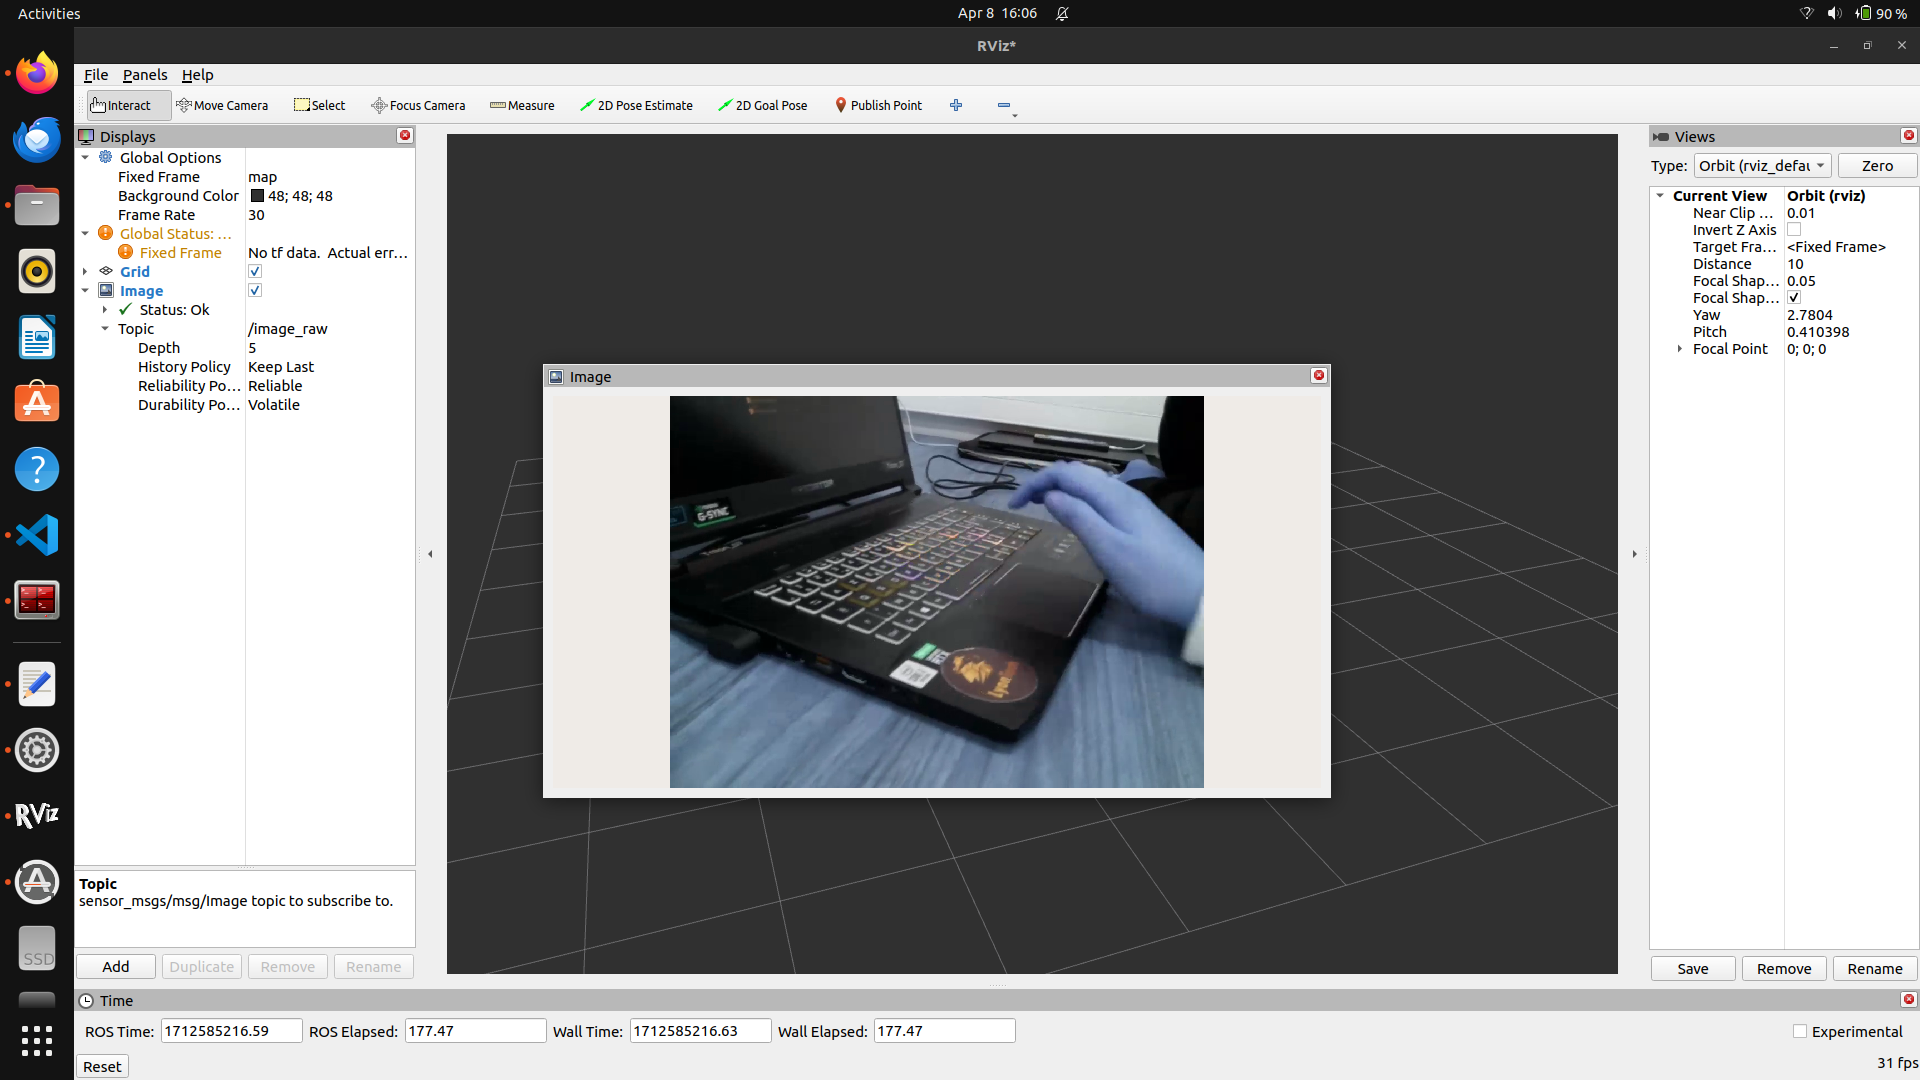 Activities
Apr 8 16:06
90 %
RViz*
File Panels Help
Interact Move Camera Select Focus Camera Measure 2D Pose Estimate 2D Goal Pose Publish Point
Displays
Global Options
Fixed Frame map
Background Color 48; 48; 48
Frame Rate 30
Global Status: ...
Fixed Frame No tf data. Actual err...
Grid
Image
Status: Ok
Topic /image_raw
Depth 5
History Policy Keep Last
Reliability Po... Reliable
Durability Po... Volatile
Topic
sensor_msgs/msg/Image topic to subscribe to.
Add Duplicate Remove Rename
Image
G-SYNC
Views
Type: Orbit (rviz_defau Zero
Current View Orbit (rviz)
Near Clip ... 0.01
Invert Z Axis
Target Fra... <Fixed Frame>
Distance 10
Focal Shap... 0.05
Focal Shap...
Yaw 2.7804
Pitch 0.410398
Focal Point 0; 0; 0
Save Remove Rename
RViz
SSD
Time
ROS Time: 1712585216.59 ROS Elapsed: 177.47 Wall Time: 1712585216.63 Wall Elapsed: 177.47 Experimental
Reset
31 fps